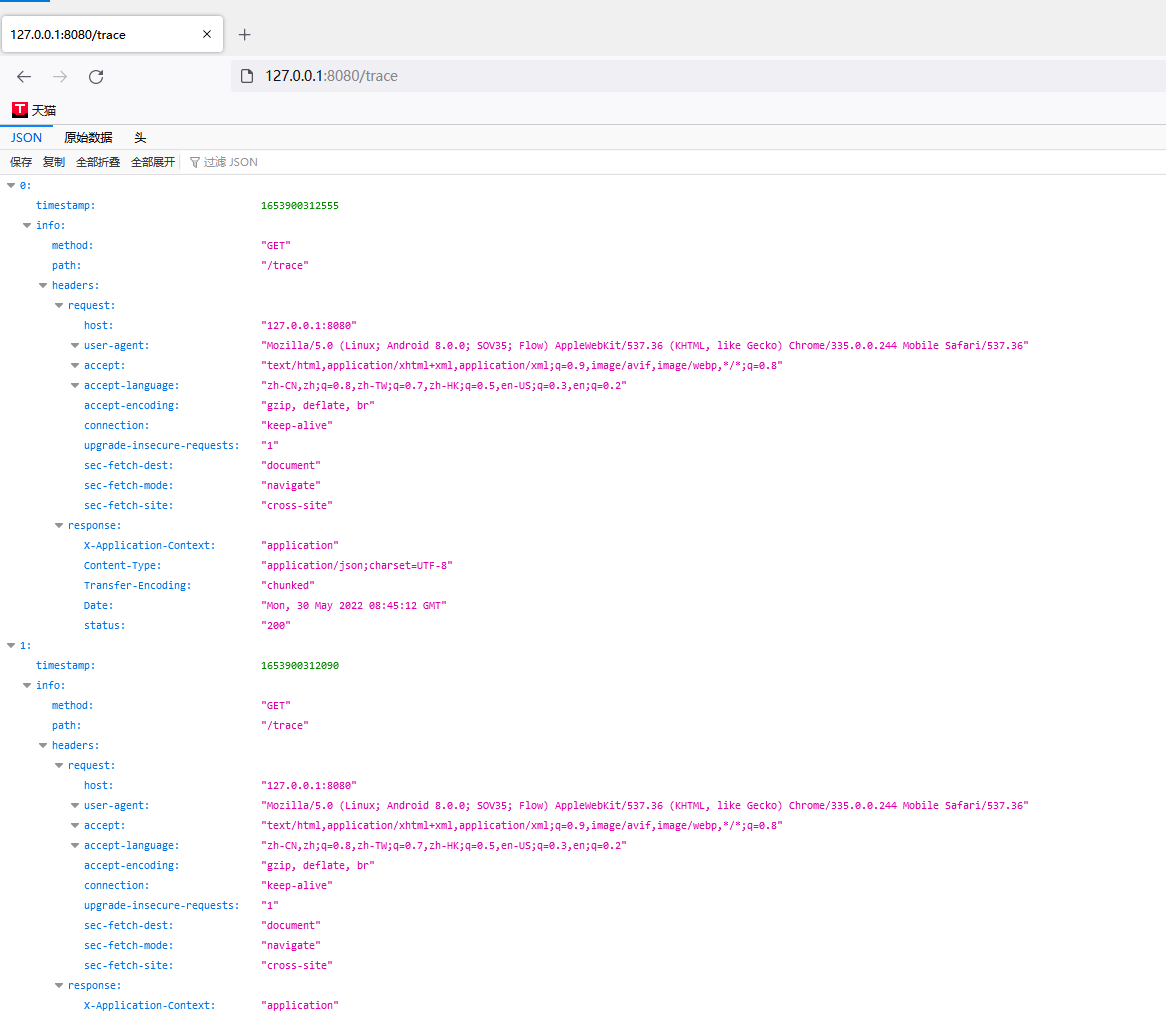 127.0.0.1:8080/trace
127.0.0.1:8080/trace
T 天猫
JSON 原始数据 头
保存 复制 全部折叠 全部展开 过滤 JSON
0:
timestamp: 1653900312555
info:
method: "GET"
path: "/trace"
headers:
request:
host: "127.0.0.1:8080"
user-agent: "Mozilla/5.0 (Linux; Android 8.0.0; SOV35; Flow) AppleWebKit/537.36 (KHTML, like Gecko) Chrome/335.0.0.244 Mobile Safari/537.36"
accept: "text/html,application/xhtml+xml,application/xml;q=0.9,image/avif,image/webp,*/*;q=0.8"
accept-language: "zh-CN,zh;q=0.8,zh-TW;q=0.7,zh-HK;q=0.5,en-US;q=0.3,en;q=0.2"
accept-encoding: "gzip, deflate, br"
connection: "keep-alive"
upgrade-insecure-requests: "1"
sec-fetch-dest: "document"
sec-fetch-mode: "navigate"
sec-fetch-site: "cross-site"
response:
X-Application-Context: "application"
Content-Type: "application/json;charset=UTF-8"
Transfer-Encoding: "chunked"
Date: "Mon, 30 May 2022 08:45:12 GMT"
status: "200"
1:
timestamp: 1653900312090
info:
method: "GET"
path: "/trace"
headers:
request:
host: "127.0.0.1:8080"
user-agent: "Mozilla/5.0 (Linux; Android 8.0.0; SOV35; Flow) AppleWebKit/537.36 (KHTML, like Gecko) Chrome/335.0.0.244 Mobile Safari/537.36"
accept: "text/html,application/xhtml+xml,application/xml;q=0.9,image/avif,image/webp,*/*;q=0.8"
accept-language: "zh-CN,zh;q=0.8,zh-TW;q=0.7,zh-HK;q=0.5,en-US;q=0.3,en;q=0.2"
accept-encoding: "gzip, deflate, br"
connection: "keep-alive"
upgrade-insecure-requests: "1"
sec-fetch-dest: "document"
sec-fetch-mode: "navigate"
sec-fetch-site: "cross-site"
response:
X-Application-Context: "application"